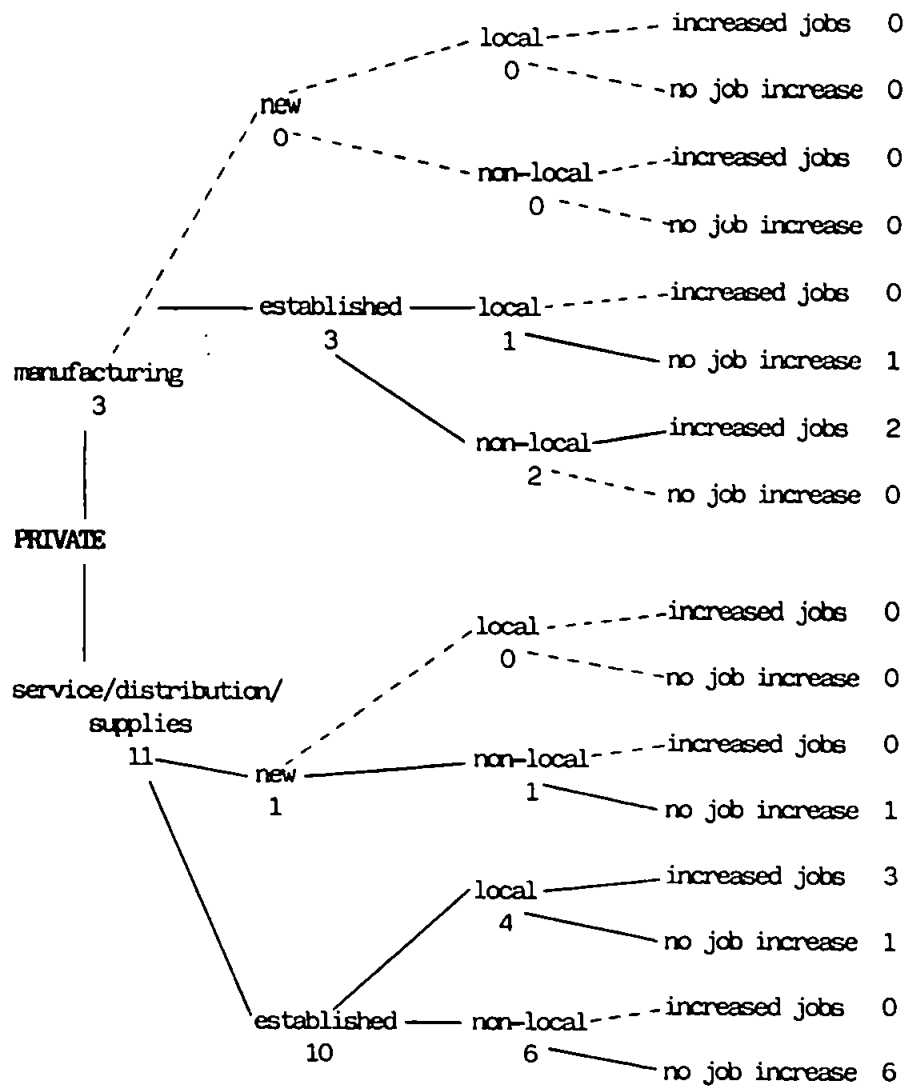 local increased jobs 0
0
no job increase 0
new
0
increased jobs 0
non-local
0
no job increase 0
increased jobs 0
established local
3 1
no job increase 1
manufacturing
3
increased jobs 2
non-local
2
no job increase 0
PRIVATE
increased jobs 0
local
0
no job increase 0
service/distribution/
supplies
11
increased jobs 0
non-local
new
1 1
no job increase 1
increased jobs 3
local
4
no job increase 1
increased jobs 0
established non-local
10 6
no job increase 6